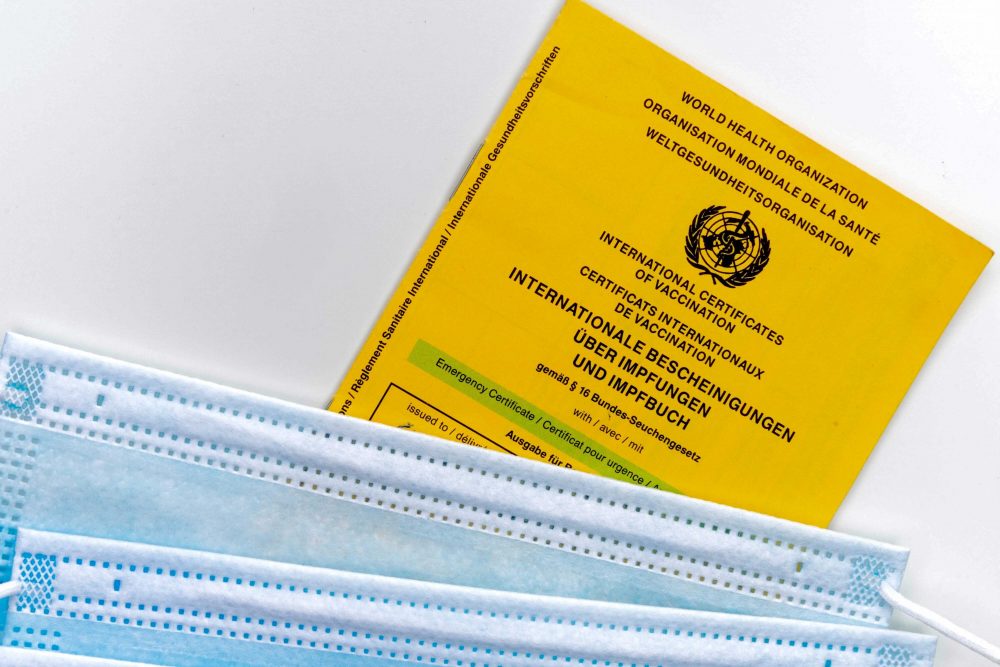 WORLD HEALTH ORGANIZATION
ORGANISATION MONDIALE DE LA SANTÉ
WELTGESUNDHEITSORGANISATION
INTERNATIONAL CERTIFICATES
OF VACCINATION
CERTIFICATS INTERNATIONAUX
DE VACCINATION
INTERNATIONALE BESCHEINIGUNGEN
ÜBER IMPFUNGEN
UND IMPFBUCH
gemäß § 16 Bundes-Seuchengesetz
with / avec / mit
Emergency Certificate / Certificat pour urgence /
issued to /
Ausgabe für
/ Règlement Sanitaire International / Internationale Gesundheitsvorschriften